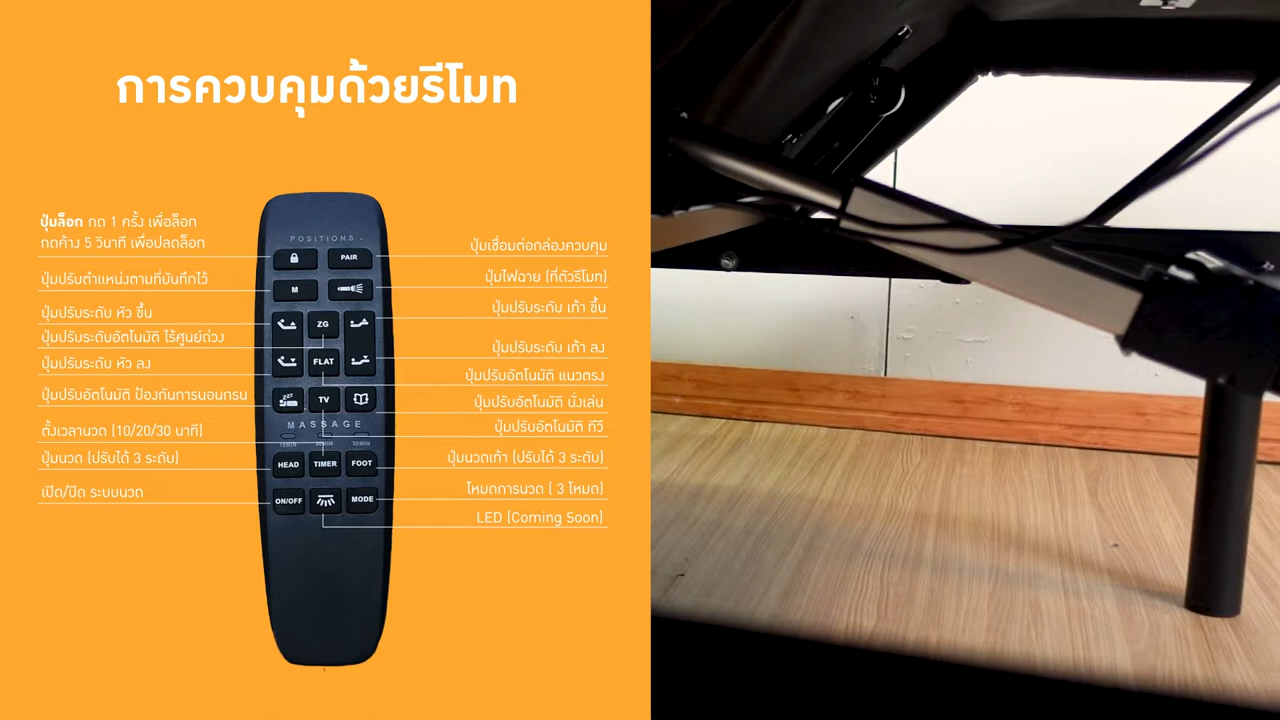 การควบคุมด้วยรีโมท
ปุ่มล็อก กด 1 ครั้ง เพื่อล็อก
กดค้าง 5 วินาที เพื่อปลดล็อก
ปุ่มปรับตำแหน่งตามที่บันทึกไว้
ปุ่มปรับระดับ หัว ขึ้น
ปุ่มปรับระดับอัตโนมัติ ไร้ศูนย์ถ่วง
ปุ่มปรับระดับ หัว ลง
ปุ่มปรับอัตโนมัติ ป้องกันการนอนกรน
ตั้งเวลานวด (10/20/30 นาที)
ปุ่มนวด (ปรับได้ 3 ระดับ)
เปิด/ปิด ระบบนวด
POSITIONS
PAIR
M
ZG
FLAT
zzz
TV
MASSAGE
10MIN 20MIN 30MIN
HEAD TIMER FOOT
ON/OFF MODE
ปุ่มเชื่อมต่อกล่องควบคุม
ปุ่มไฟฉาย (ที่ตัวรีโมท)
ปุ่มปรับระดับ เท้า ขึ้น
ปุ่มปรับระดับ เท้า ลง
ปุ่มปรับอัตโนมัติ แนวตรง
ปุ่มปรับอัตโนมัติ นั่งเล่น
ปุ่มปรับอัตโนมัติ ทีวี
ปุ่มนวดเท้า (ปรับได้ 3 ระดับ)
โหมดการนวด ( 3 โหมด)
LED (Coming Soon)